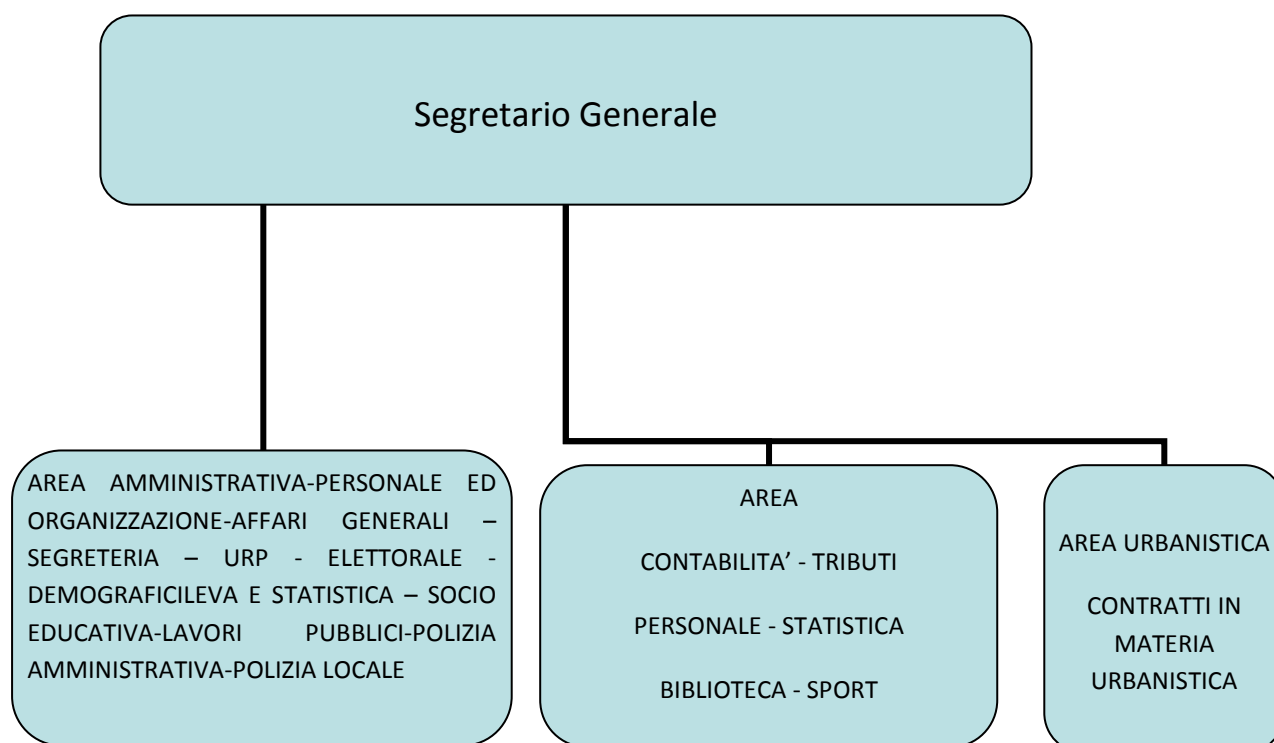 Segretario Generale
AREA AMMINISTRATIVA-PERSONALE ED
ORGANIZZAZIONE-AFFARI GENERALI –
SEGRETERIA – URP - ELETTORALE -
DEMOGRAFICILEVA E STATISTICA – SOCIO
EDUCATIVA-LAVORI PUBBLICI-POLIZIA
AMMINISTRATIVA-POLIZIA LOCALE
AREA
CONTABILITA’ - TRIBUTI
PERSONALE - STATISTICA
BIBLIOTECA - SPORT
AREA URBANISTICA
CONTRATTI IN
MATERIA
URBANISTICA